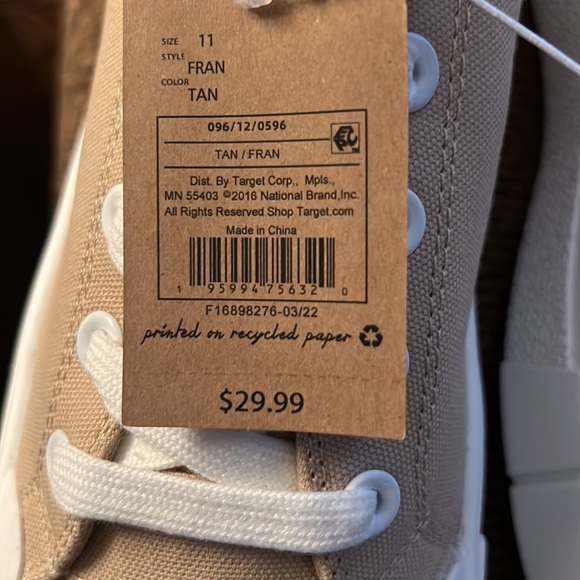 SIZE 11
STYLE FRAN
COLOR TAN
096/12/0596
TAN / FRAN
Dist. By Target Corp., Mpls.,
MN 55403 ©2016 National Brand,Inc.
All Rights Reserved Shop Target.com
Made in China
1 95994 75632 0
F16898276-03/22
printed on recycled paper
$29.99